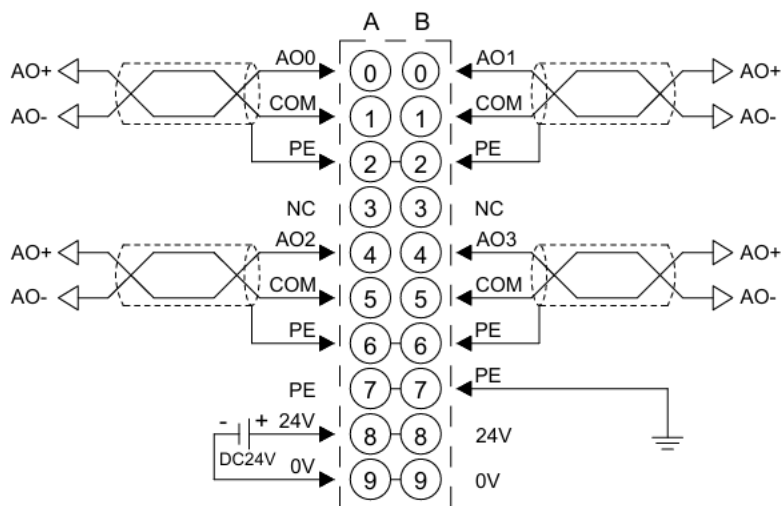 A B
AO+ AO0 0 0 AO1 AO+
AO- COM 1 1 COM AO-
PE 2 2 PE
NC 3 3 NC
AO+ AO2 4 4 AO3 AO+
AO- COM 5 5 COM AO-
PE 6 6 PE
PE 7 7 PE
- + 24V 8 8 24V
DC24V
0V 9 9 0V